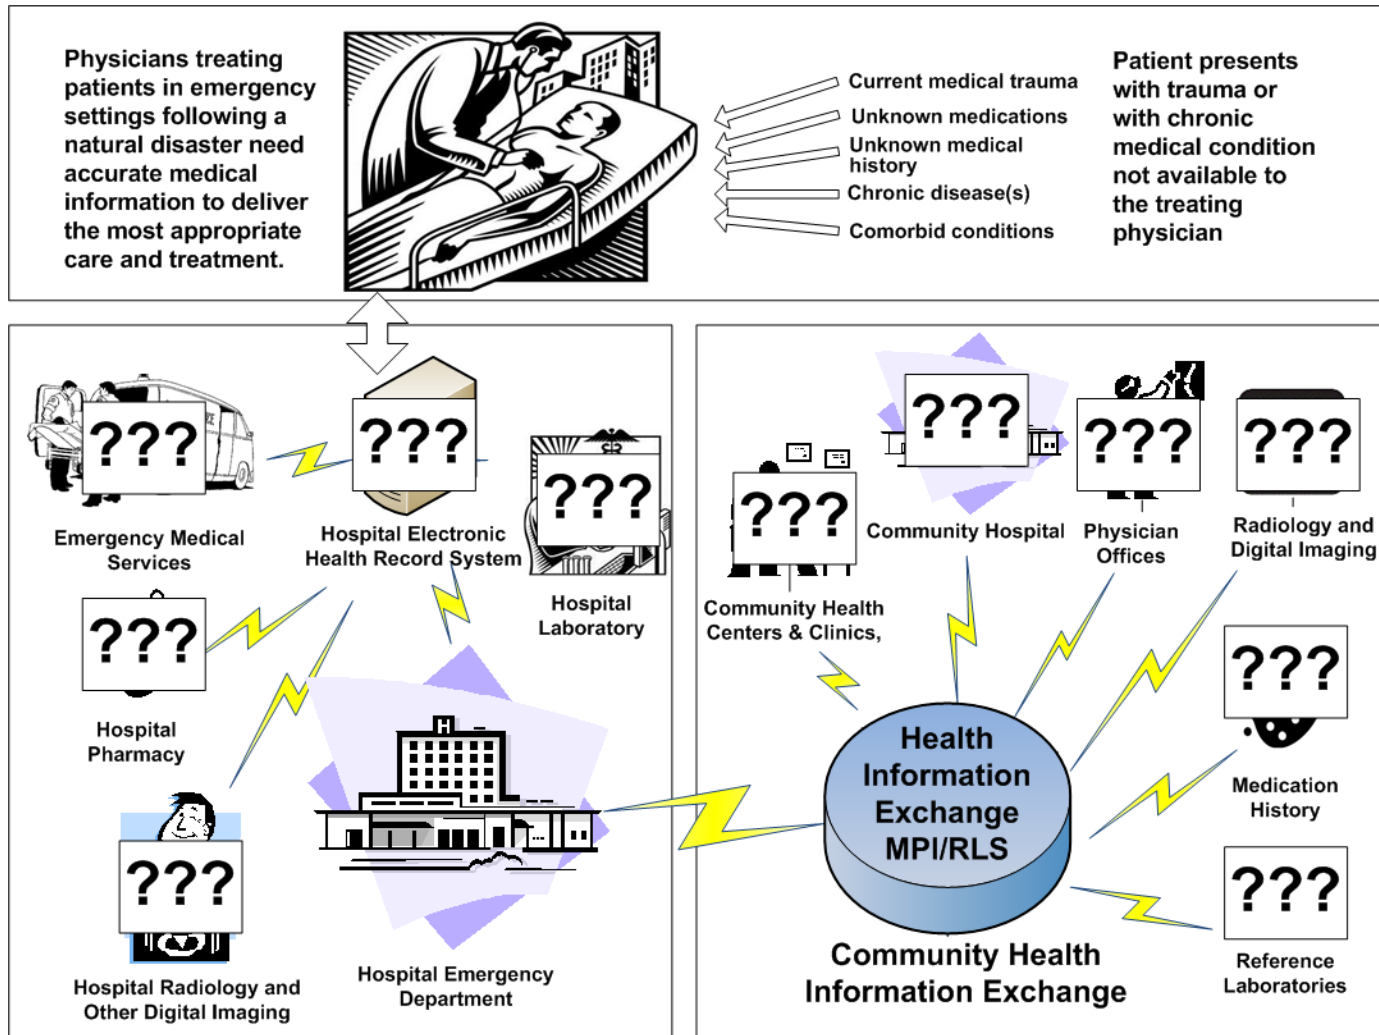 Physicians treating
patients in emergency
settings following a
natural disaster need
accurate medical
information to deliver
the most appropriate
care and treatment.
Current medical trauma
Unknown medications
Unknown medical
history
Chronic disease(s)
Comorbid conditions
Patient presents
with trauma or
with chronic
medical condition
not available to
the treating
physician
???
Emergency Medical
Services
???
Hospital Electronic
Health Record System
???
Hospital
Laboratory
???
Hospital
Pharmacy
???
Hospital Radiology and
Other Digital Imaging
H
Hospital Emergency
Department
???
Community Health
Centers & Clinics,
???
Community Hospital
???
Physician
Offices
???
Radiology and
Digital Imaging
???
Medication
History
???
Reference
Laboratories
Health
Information
Exchange
MPI/RLS
Community Health
Information Exchange